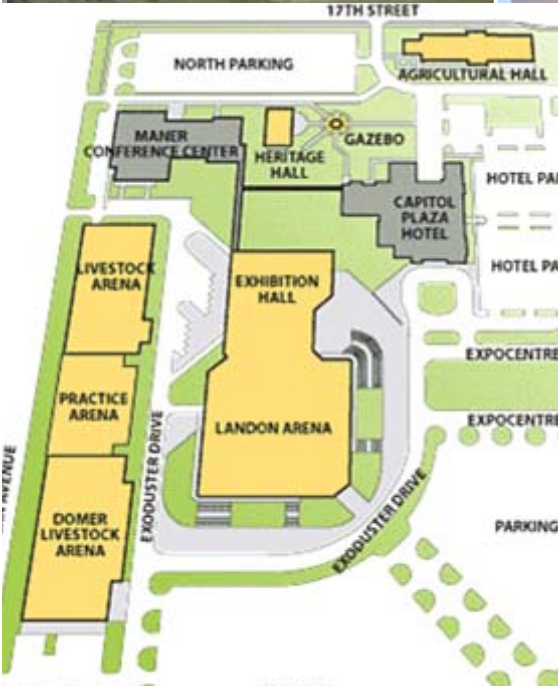 17TH STREET
NORTH PARKING
AGRICULTURAL HALL
MANER
CONFERENCE CENTER
HERITAGE
HALL
GAZEBO
CAPITOL
PLAZA
HOTEL
HOTEL PA
HOTEL PA
LIVESTOCK
ARENA
EXHIBITION
HALL
EXPOCENTRE
PRACTICE
ARENA
LANDON ARENA
EXPOCENTRE
AVENUE
EXODUSTER DRIVE
EXODUSTER DRIVE
DOMER
LIVESTOCK
ARENA
PARKING